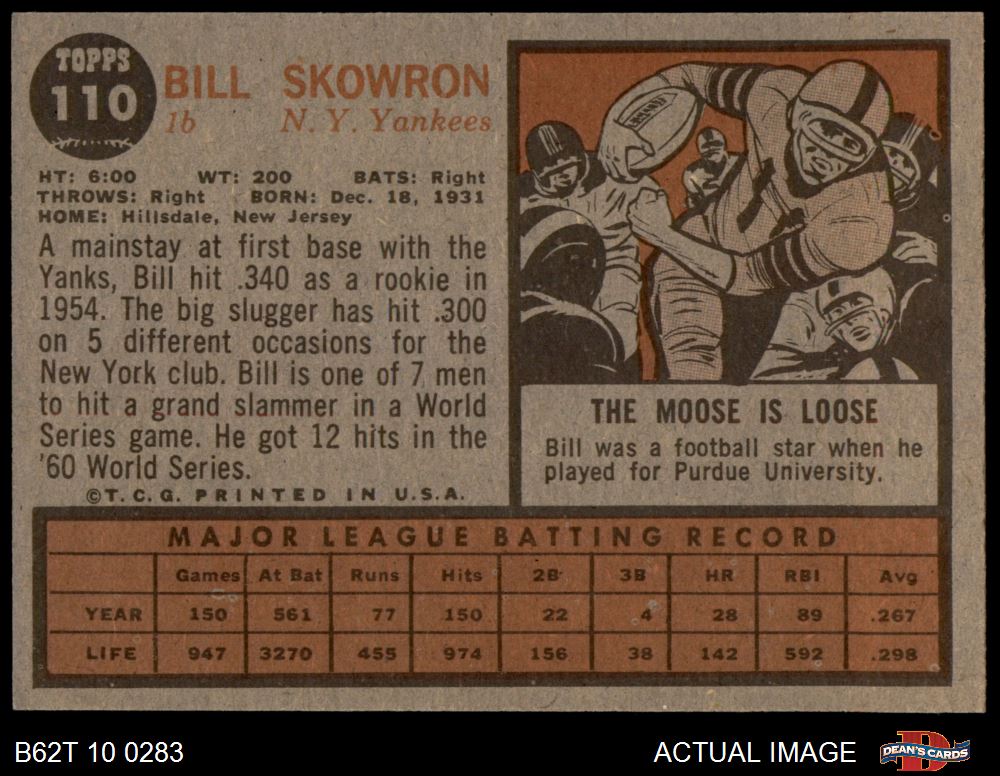 TOPPS
110
BILL SKOWRON
1b N. Y. Yankees
HT: 6:00 WT: 200 BATS: Right
THROWS: Right BORN: Dec. 18, 1931
HOME: Hillsdale, New Jersey
A mainstay at first base with the
Yanks, Bill hit .340 as a rookie in
1954. The big slugger has hit .300
on 5 different occasions for the
New York club. Bill is one of 7 men
to hit a grand slammer in a World
Series game. He got 12 hits in the
'60 World Series.
©T. C. G. PRINTED IN U.S.A.
THE MOOSE IS LOOSE
Bill was a football star when he
played for Purdue University.
MAJOR LEAGUE BATTING RECORD
Games At Bat Runs Hits 2B 3B HR RBI Avg
YEAR 150 561 77 150 22 4 28 89 .267
LIFE 947 3270 455 974 156 38 142 592 .298
B62T 10 0283
ACTUAL IMAGE
D
DEAN'S CARDS